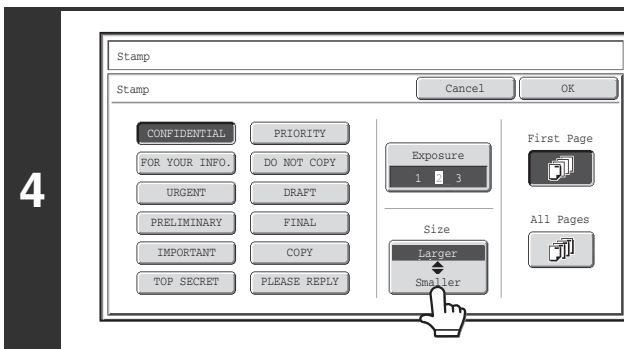 4
Stamp
Stamp
Cancel
OK
CONFIDENTIAL
PRIORITY
FOR YOUR INFO.
DO NOT COPY
URGENT
DRAFT
PRELIMINARY
FINAL
IMPORTANT
COPY
TOP SECRET
PLEASE REPLY
Exposure
1 2 3
Size
Larger
Smaller
First Page
All Pages